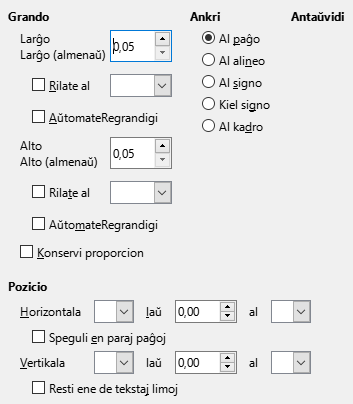 Grando Ankri Antaŭvidi
Larĝo
Larĝo (almenaŭ) 0,05
Al paĝo
Al alineo
Rilate al
Al signo
Kiel signo
AŭtomateRegrandigi
Al kadro
Alto
Alto (almenaŭ) 0,05
Rilate al
AŭtomateRegrandigi
Konservi proporcion
Pozicio
Horizontala laŭ 0,00 al
Speguli en paraj paĝoj
Vertikala laŭ 0,00 al
Resti ene de tekstaj limoj